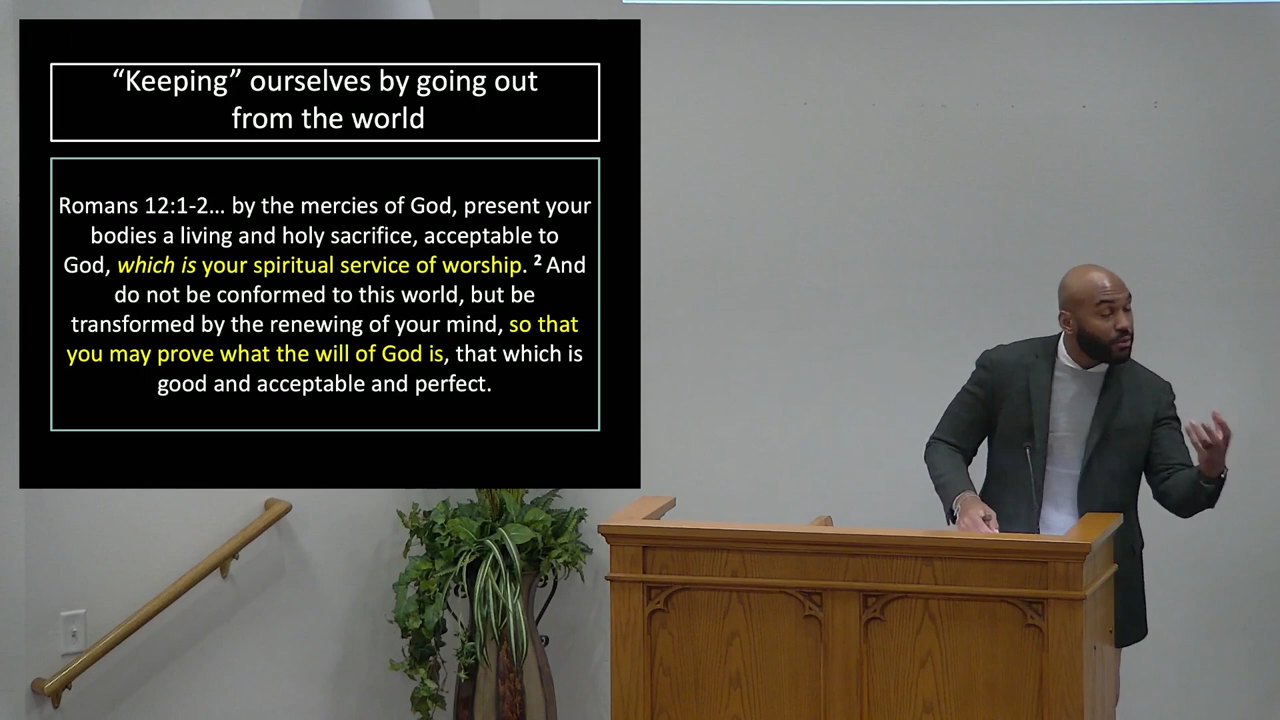 “Keeping” ourselves by going out
from the world
Romans 12:1-2… by the mercies of God, present your
bodies a living and holy sacrifice, acceptable to
God, which is your spiritual service of worship. ² And
do not be conformed to this world, but be
transformed by the renewing of your mind, so that
you may prove what the will of God is, that which is
good and acceptable and perfect.